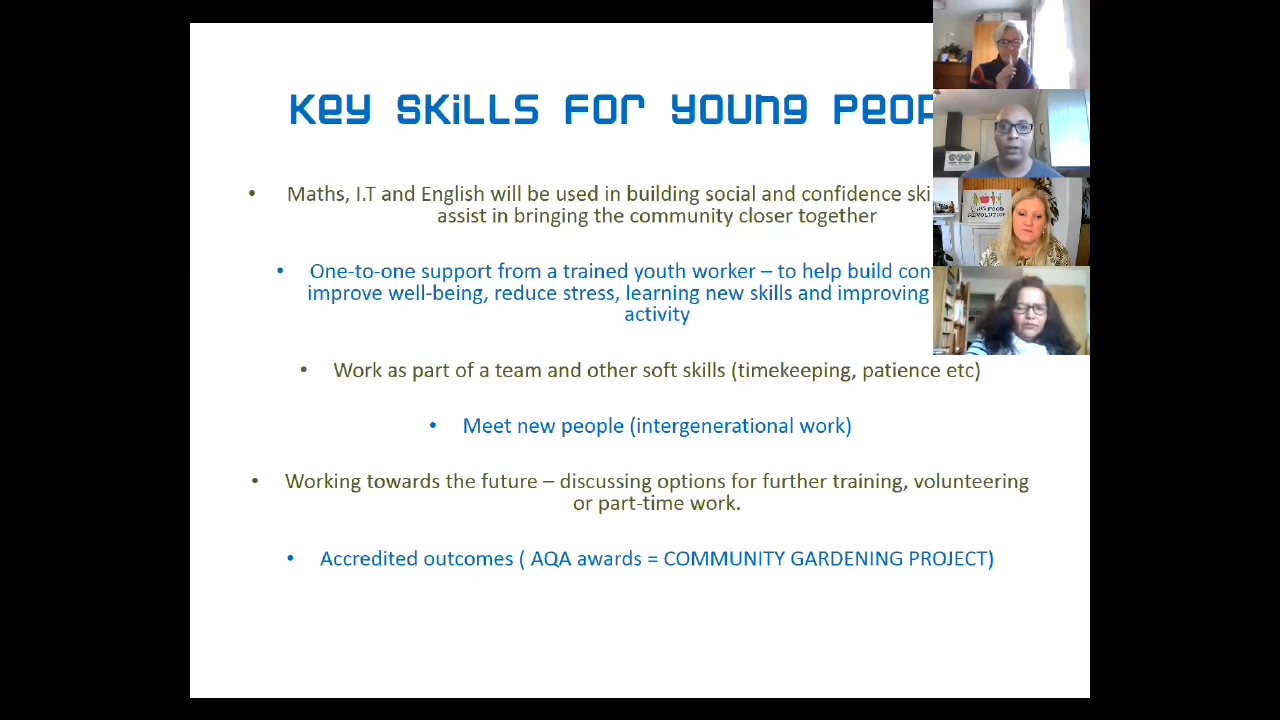 Key Skills for Young Peop
• Maths, I.T and English will be used in building social and confidence ski
assist in bringing the community closer together
• One-to-one support from a trained youth worker – to help build con
improve well-being, reduce stress, learning new skills and improving
activity
• Work as part of a team and other soft skills (timekeeping, patience etc)
• Meet new people (intergenerational work)
• Working towards the future – discussing options for further training, volunteering
or part-time work.
• Accredited outcomes ( AQA awards = COMMUNITY GARDENING PROJECT)
FOOD
REVOLUTION